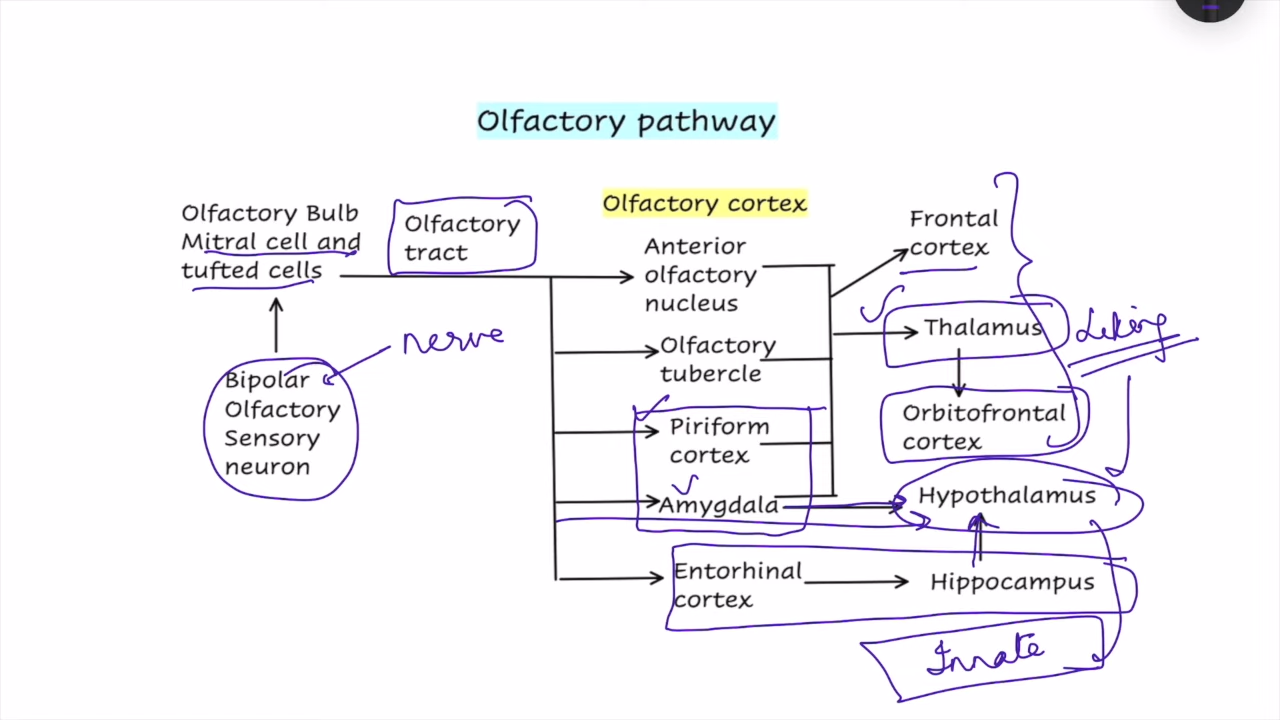 Olfactory pathway
Olfactory Bulb
Mitral cell and
tufted cells
Olfactory
tract
Olfactory cortex
Anterior
olfactory
nucleus
Olfactory
tubercle
Piriform
cortex
Amygdala
Entorhinal
cortex
Frontal
cortex
Thalamus
Orbitofrontal
cortex
Hypothalamus
Hippocampus
Bipolar
Olfactory
Sensory
neuron
nerve
Liking
Innate